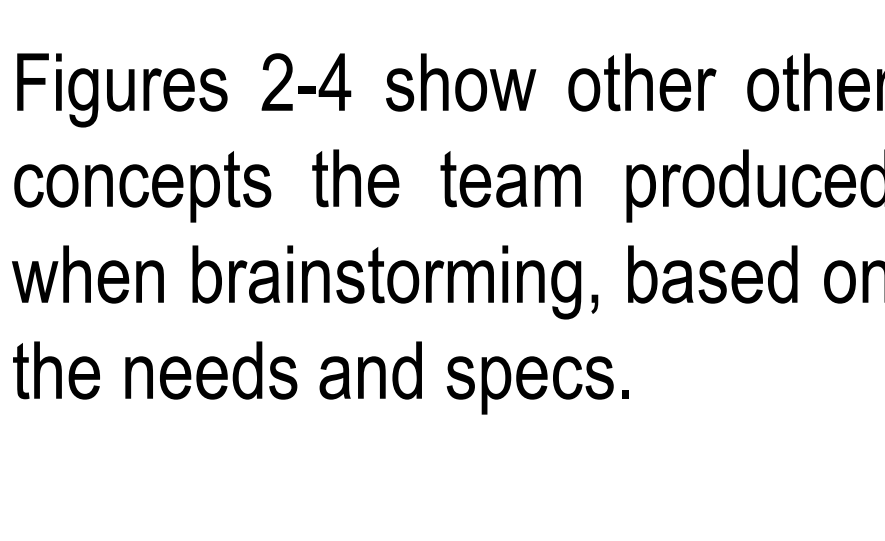 Figures 2-4 show other other
concepts the team produced
when brainstorming, based on
the needs and specs.